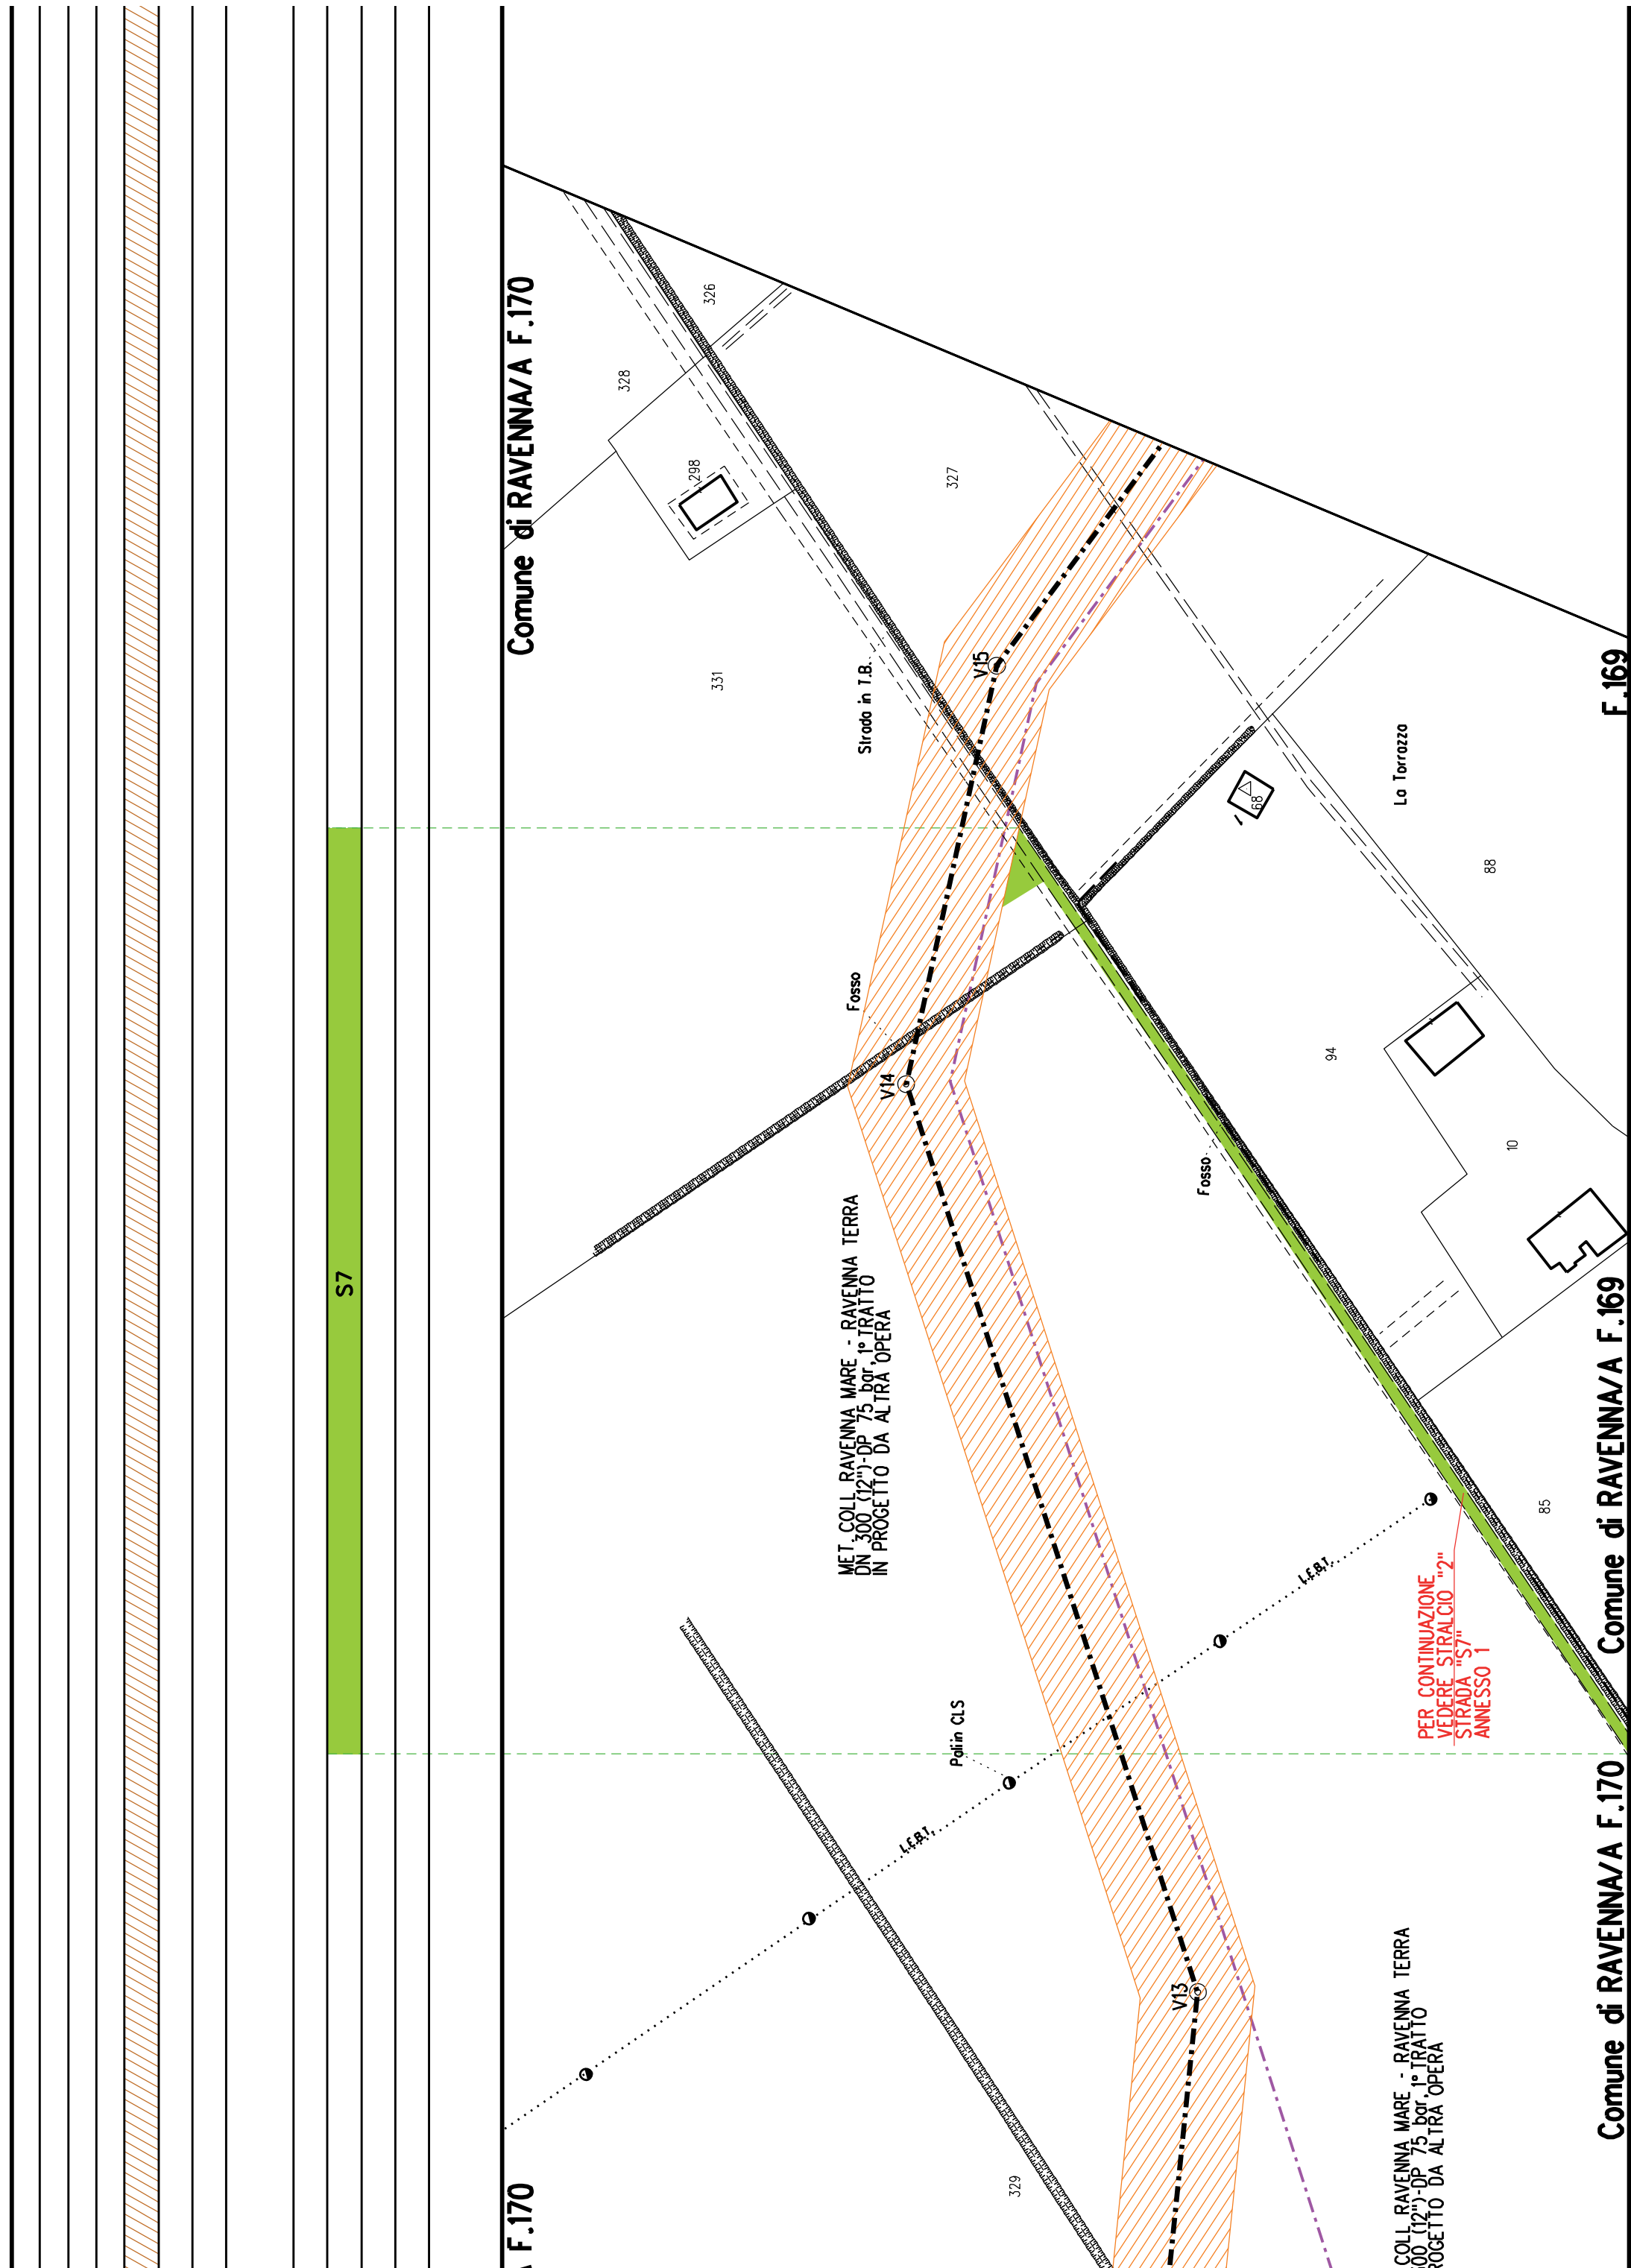 Comune di RAVENNA/A F.170
326
328
298
327
331
Strada in T.B.
V15
F.169
La Torrazza
68
88
Fosso
V14
94
10
Fosso
S7
MET. COLL. RAVENNA MARE - RAVENNA TERRA
DN 300 (12")-DP 75 bar, 1° TRATTO
IN PROGETTO DA ALTRA OPERA
Comune di RAVENNA/A F.169
85
L.E.B.T.
PER CONTINUAZIONE
VEDERE STRALCIO "2"
STRADA "S7"
ANNESSO 1
Pali in CLS
L.E.B.T.
Comune di RAVENNA/A F.170
V13
COLL. RAVENNA MARE - RAVENNA TERRA
00 (12")-DP 75 bar, 1° TRATTO
ROGETTO DA ALTRA OPERA
329
F.170